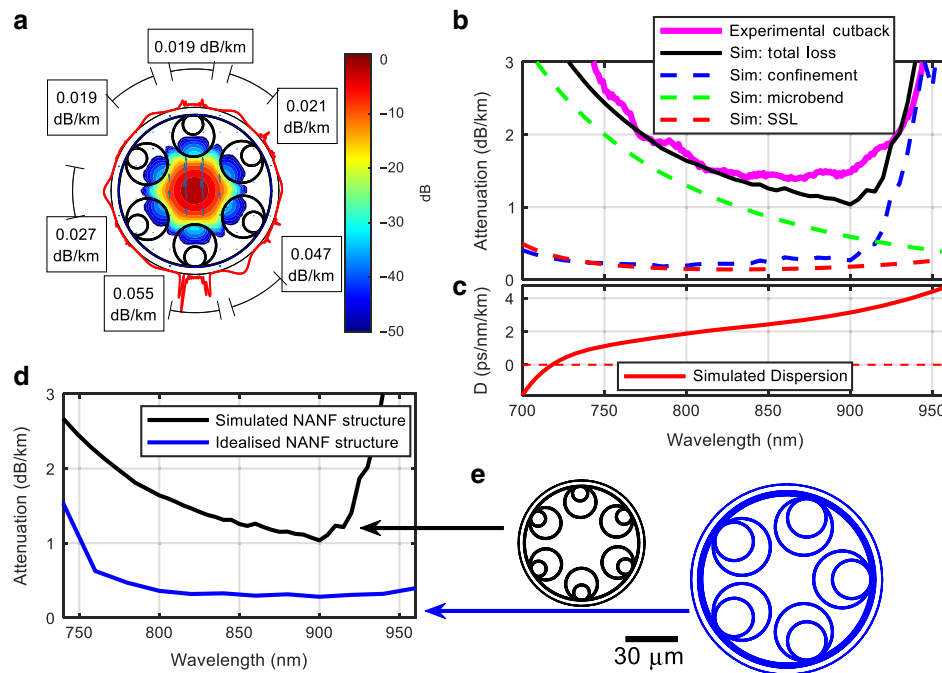 a
0.019 dB/km
0.019
dB/km
0.021
dB/km
0.027
dB/km
0.047
dB/km
0.055
dB/km
0
−10
−20
−30
−40
−50
dB
b
Experimental cutback
Sim: total loss
Sim: confinement
Sim: microbend
Sim: SSL
Attenuation (dB/km)
3
2
1
0
c
D (ps/nm/km)
4
2
0
Simulated Dispersion
700
750
800
850
900
950
Wavelength (nm)
d
Attenuation (dB/km)
3
2
1
0
Simulated NANF structure
Idealised NANF structure
750
800
850
900
950
Wavelength (nm)
e
30 μm